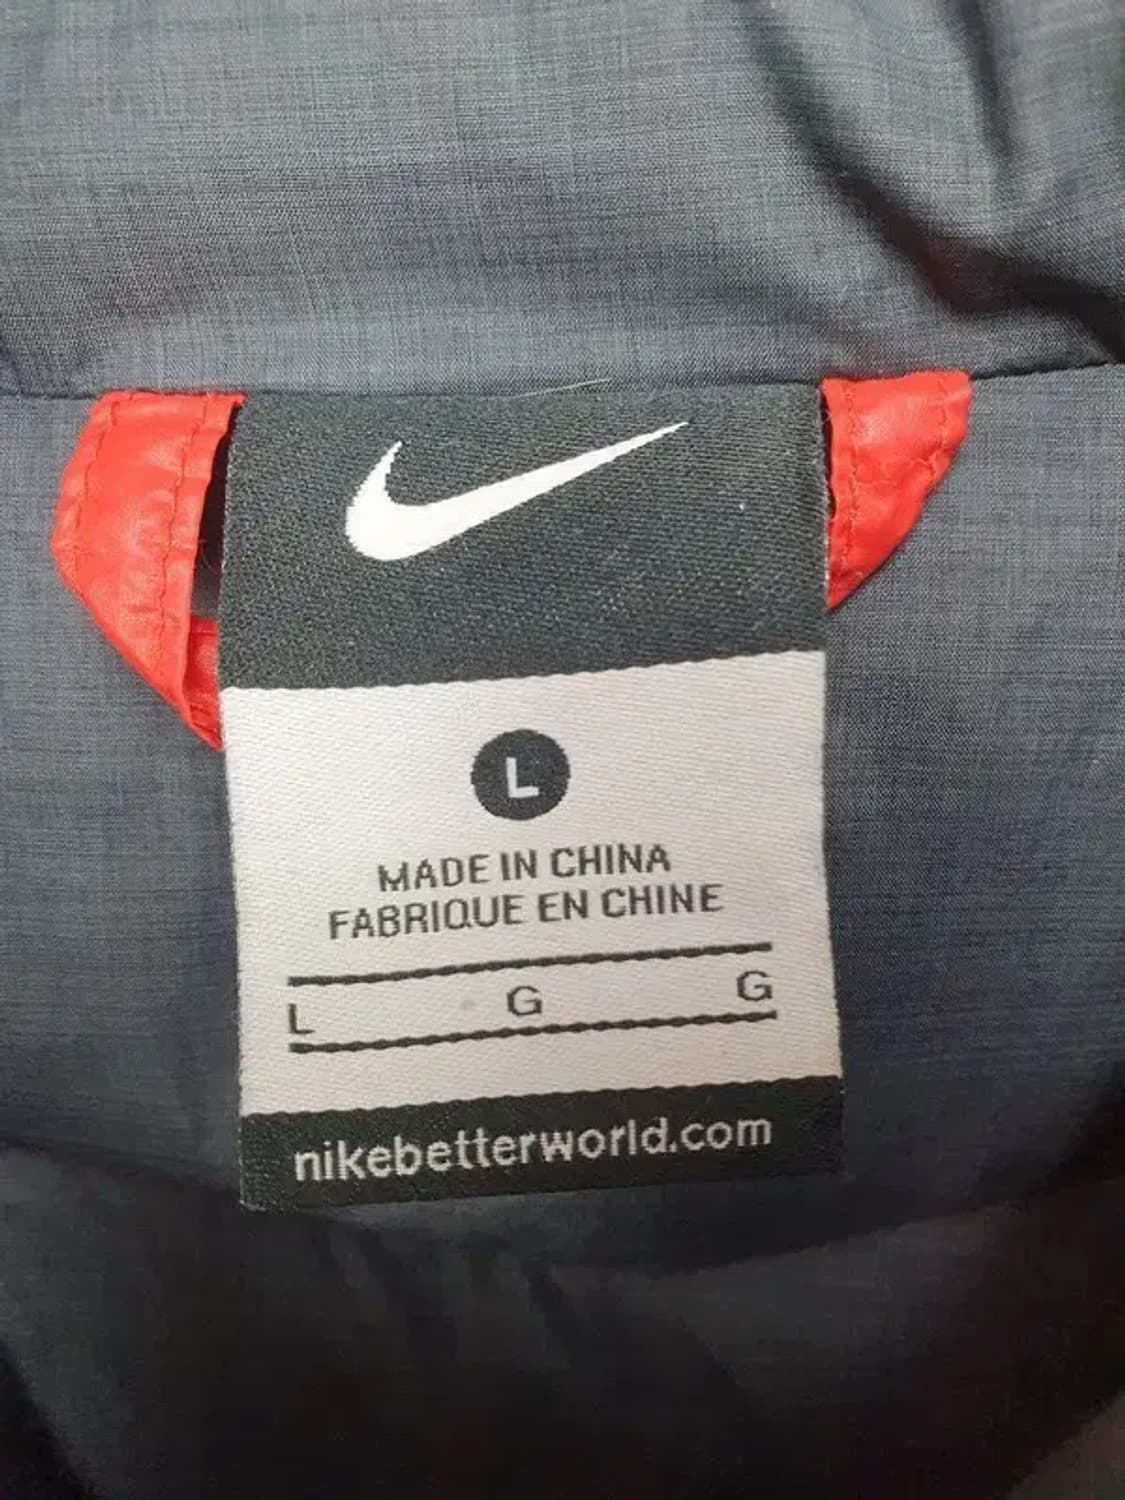 L
MADE IN CHINA
FABRIQUE EN CHINE
L G G
nikebetterworld.com